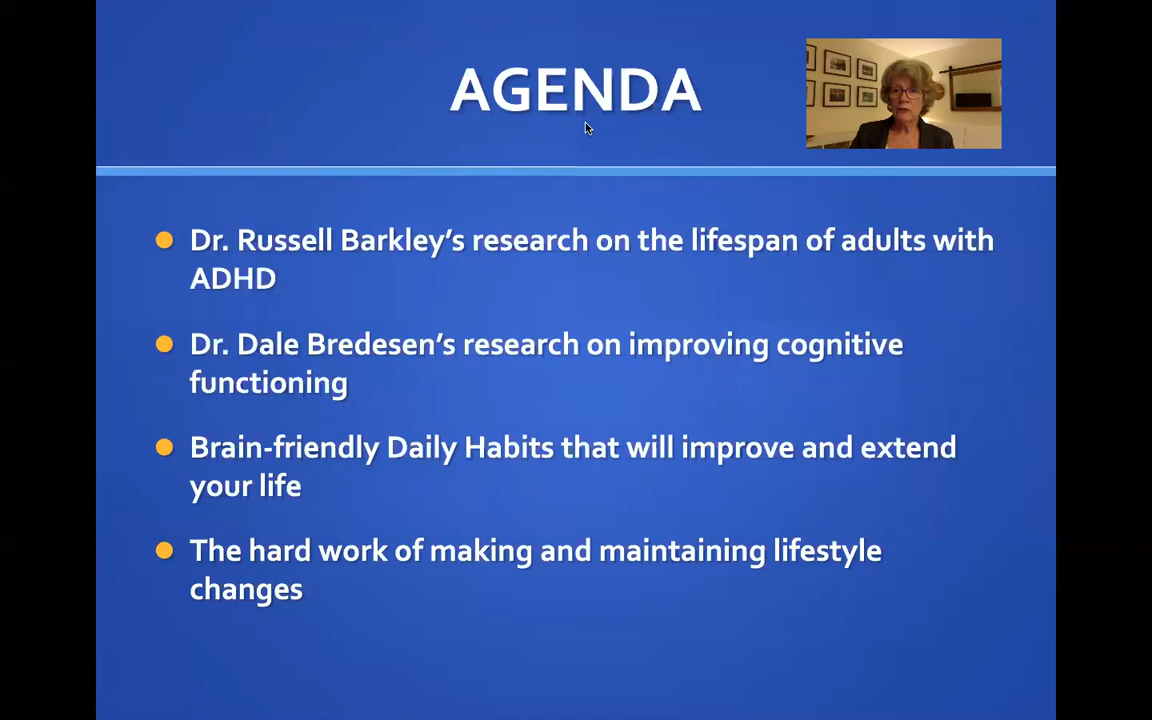 AGENDA
Dr. Russell Barkley’s research on the lifespan of adults with
ADHD
Dr. Dale Bredesen’s research on improving cognitive
functioning
Brain-friendly Daily Habits that will improve and extend
your life
The hard work of making and maintaining lifestyle
changes